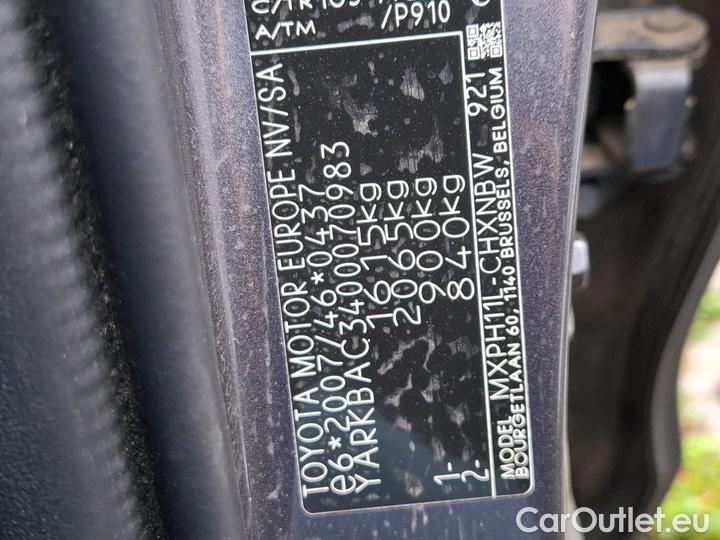 TOYOTA MOTOR EUROPE NV/SA
e6*2007/46*0437
YARKBAC340007O983
1615kg
2065kg
1- 900kg
2- 840kg
MODEL MXPH11L-CHXNBW 921
BOURGETLAAN 60, 1140 BRUSSELS, BELGIUM
A/TM /P910
CarOutlet.eu